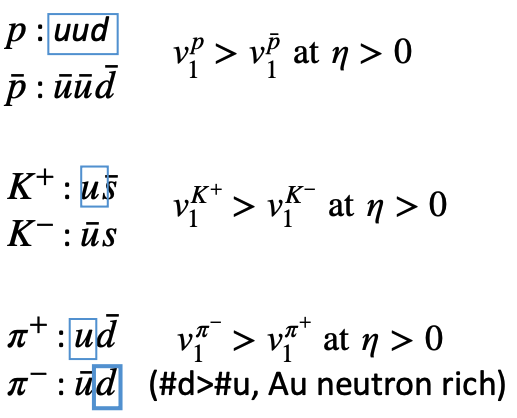 p : uud
p̄ : ūūd̄
v₁ᵖ > v₁ᵖ̄ at η > 0
K⁺ : us̄
K⁻ : ūs
v₁ᴷ⁺ > v₁ᴷ⁻ at η > 0
π⁺ : ud̄
π⁻ : ūd
v₁^π⁻ > v₁^π⁺ at η > 0
(#d>#u, Au neutron rich)